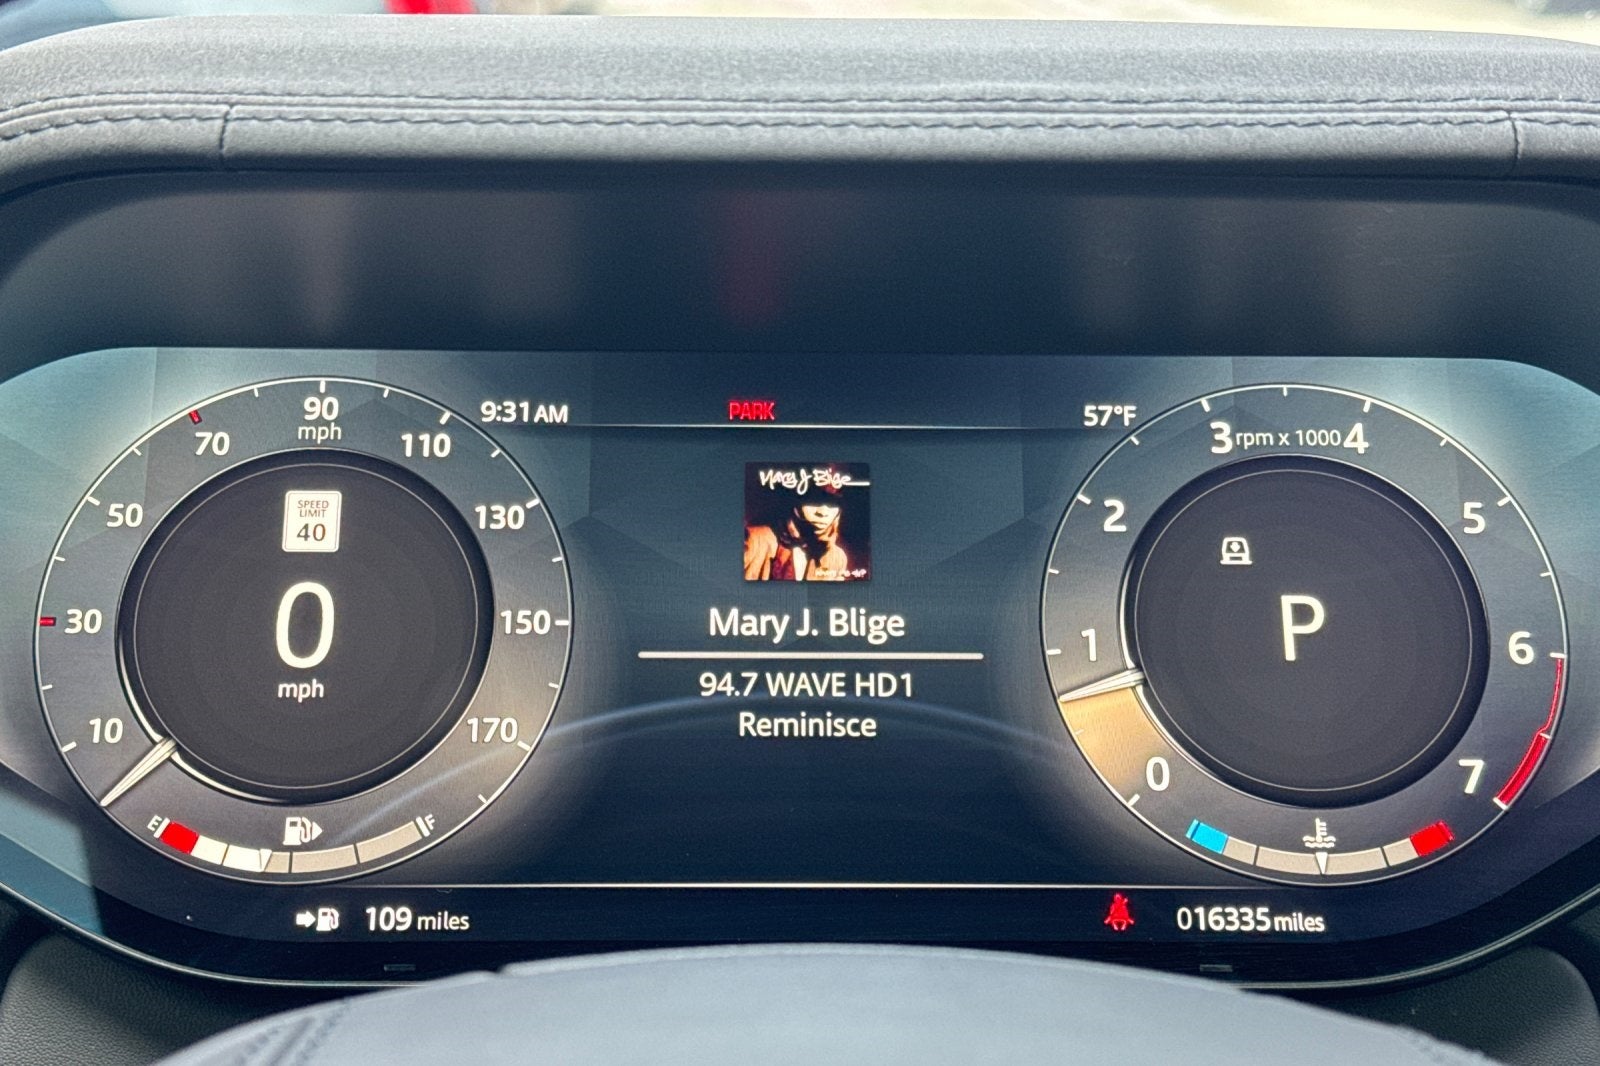 9:31 AM
PARK
57°F
10
30
50
70
90
mph
110
130
150
170
SPEED
LIMIT
40
0
mph
E
F
Mary J Blige
Mary J. Blige
94.7 WAVE HD1
Reminisce
0
1
2
3
rpm x 1000
4
5
6
7
P
109 miles
016335 miles